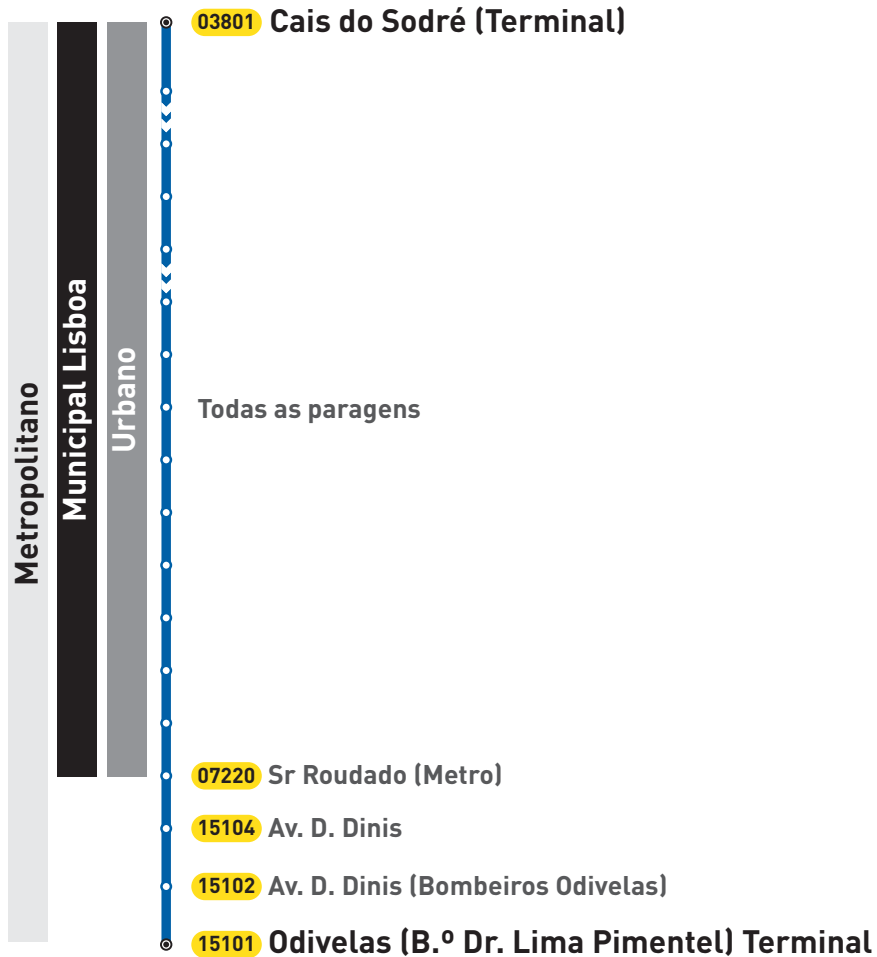 03801 Cais do Sodré (Terminal)
Metropolitano
Municipal Lisboa
Urbano
Todas as paragens
07220 Sr Roudado (Metro)
15104 Av. D. Dinis
15102 Av. D. Dinis (Bombeiros Odivelas)
15101 Odivelas (B.º Dr. Lima Pimentel) Terminal